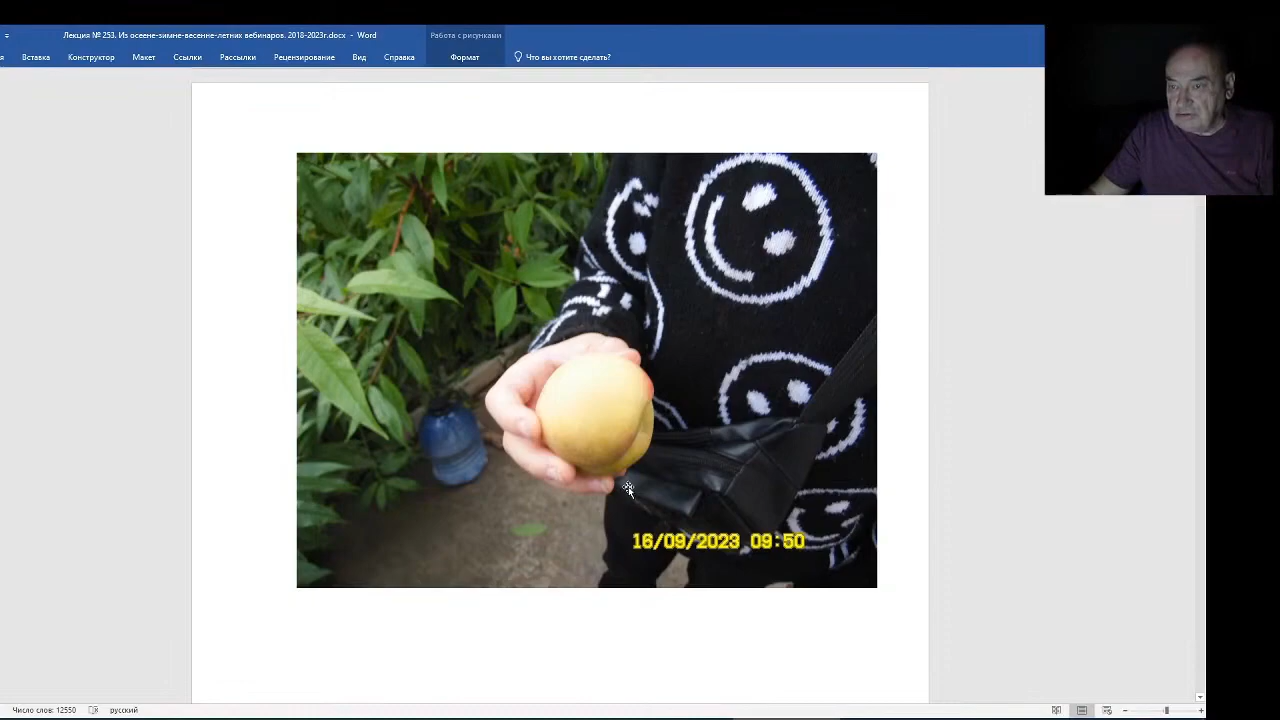 Лекция № 253. Из осеене-зимне-весенне-летних вебинаров. 2018-2023г.docx - Word
Работа с рисунками
Вставка Конструктор Макет Ссылки Рассылки Рецензирование Вид Справка Формат Что вы хотите сделать?
16/09/2023 09:50
Число слов: 12550 русский